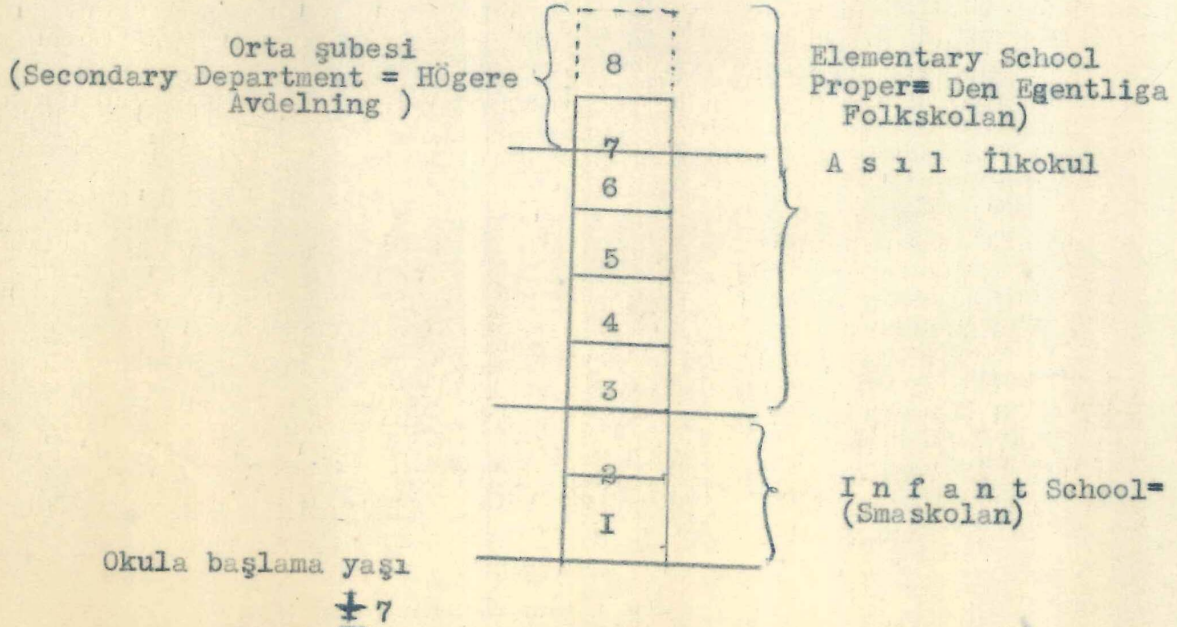 Orta şubesi
(Secondary Department = HÖgere
Avdelning )
8
7
6
5
4
3
2
I
Elementary School
Proper= Den Egentliga
Folkskolan)
A s ı l İlkokul
I n f a n t School=
(Smaskolan)
Okula başlama yaşı
± 7